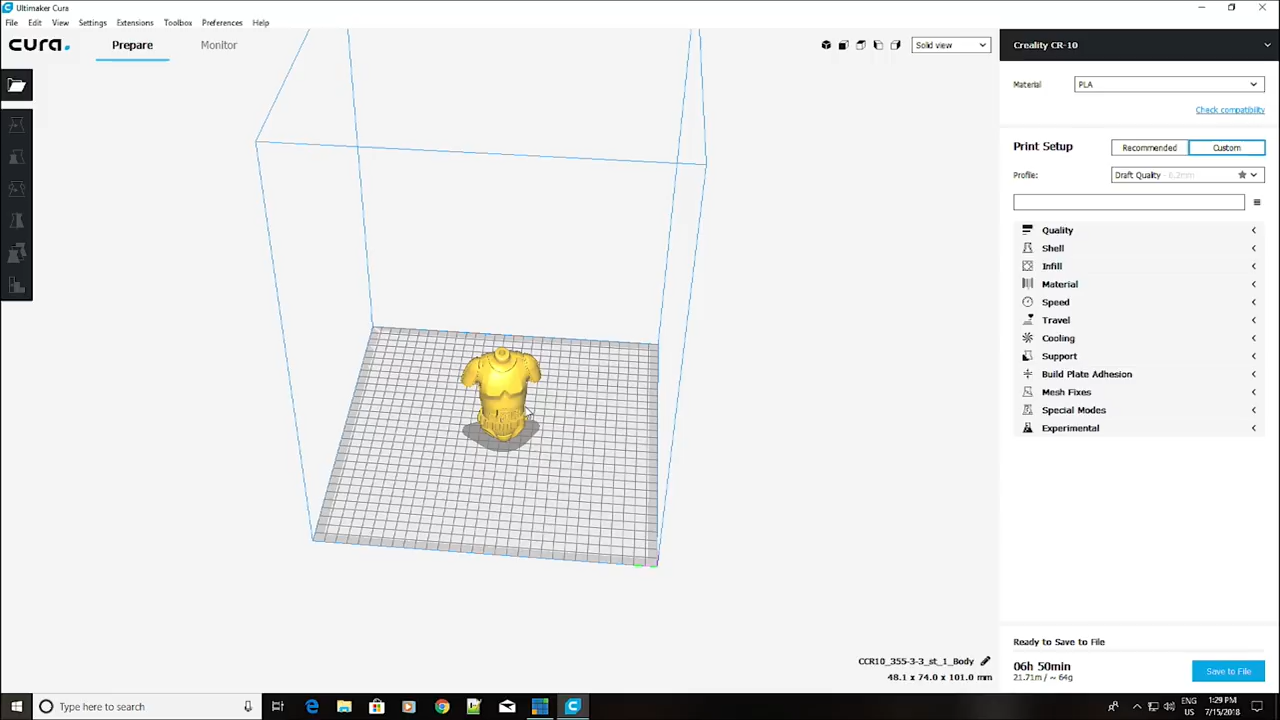 Ultimaker Cura
File Edit View Settings Extensions Toolbox Preferences Help
cura. Prepare Monitor
Solid view
Creality CR-10
Material PLA
Check compatibility
Print Setup Recommended Custom
Profile: Draft Quality - 0.2mm
Quality
Shell
Infill
Material
Speed
Travel
Cooling
Support
Build Plate Adhesion
Mesh Fixes
Special Modes
Experimental
Ready to Save to File
CCR10_355-3-3_st_1_Body
48.1 x 74.0 x 101.0 mm
06h 50min
21.71m / ~ 64g
Save to File
Type here to search
ENG
US
1:29 PM
7/15/2018